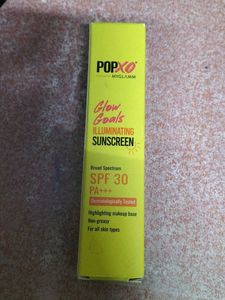 POPXO
MYGLAMM
Glow
Goals
ILLUMINATING
SUNSCREEN
Broad Spectrum
SPF 30
PA+++
Dermatologically Tested
Highlighting makeup base
Non-greasy
For all skin types